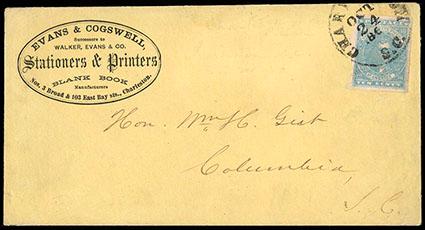 EVANS & COGSWELL,
Successors to
WALKER, EVANS & CO.
Stationers & Printers
BLANK BOOK
Manufacturers
Nos. 3 Broad & 103 East Bay sts., Charleston.
OCT
24
S.C.
Hon. Wm H. Gist
Columbia,
S.C.